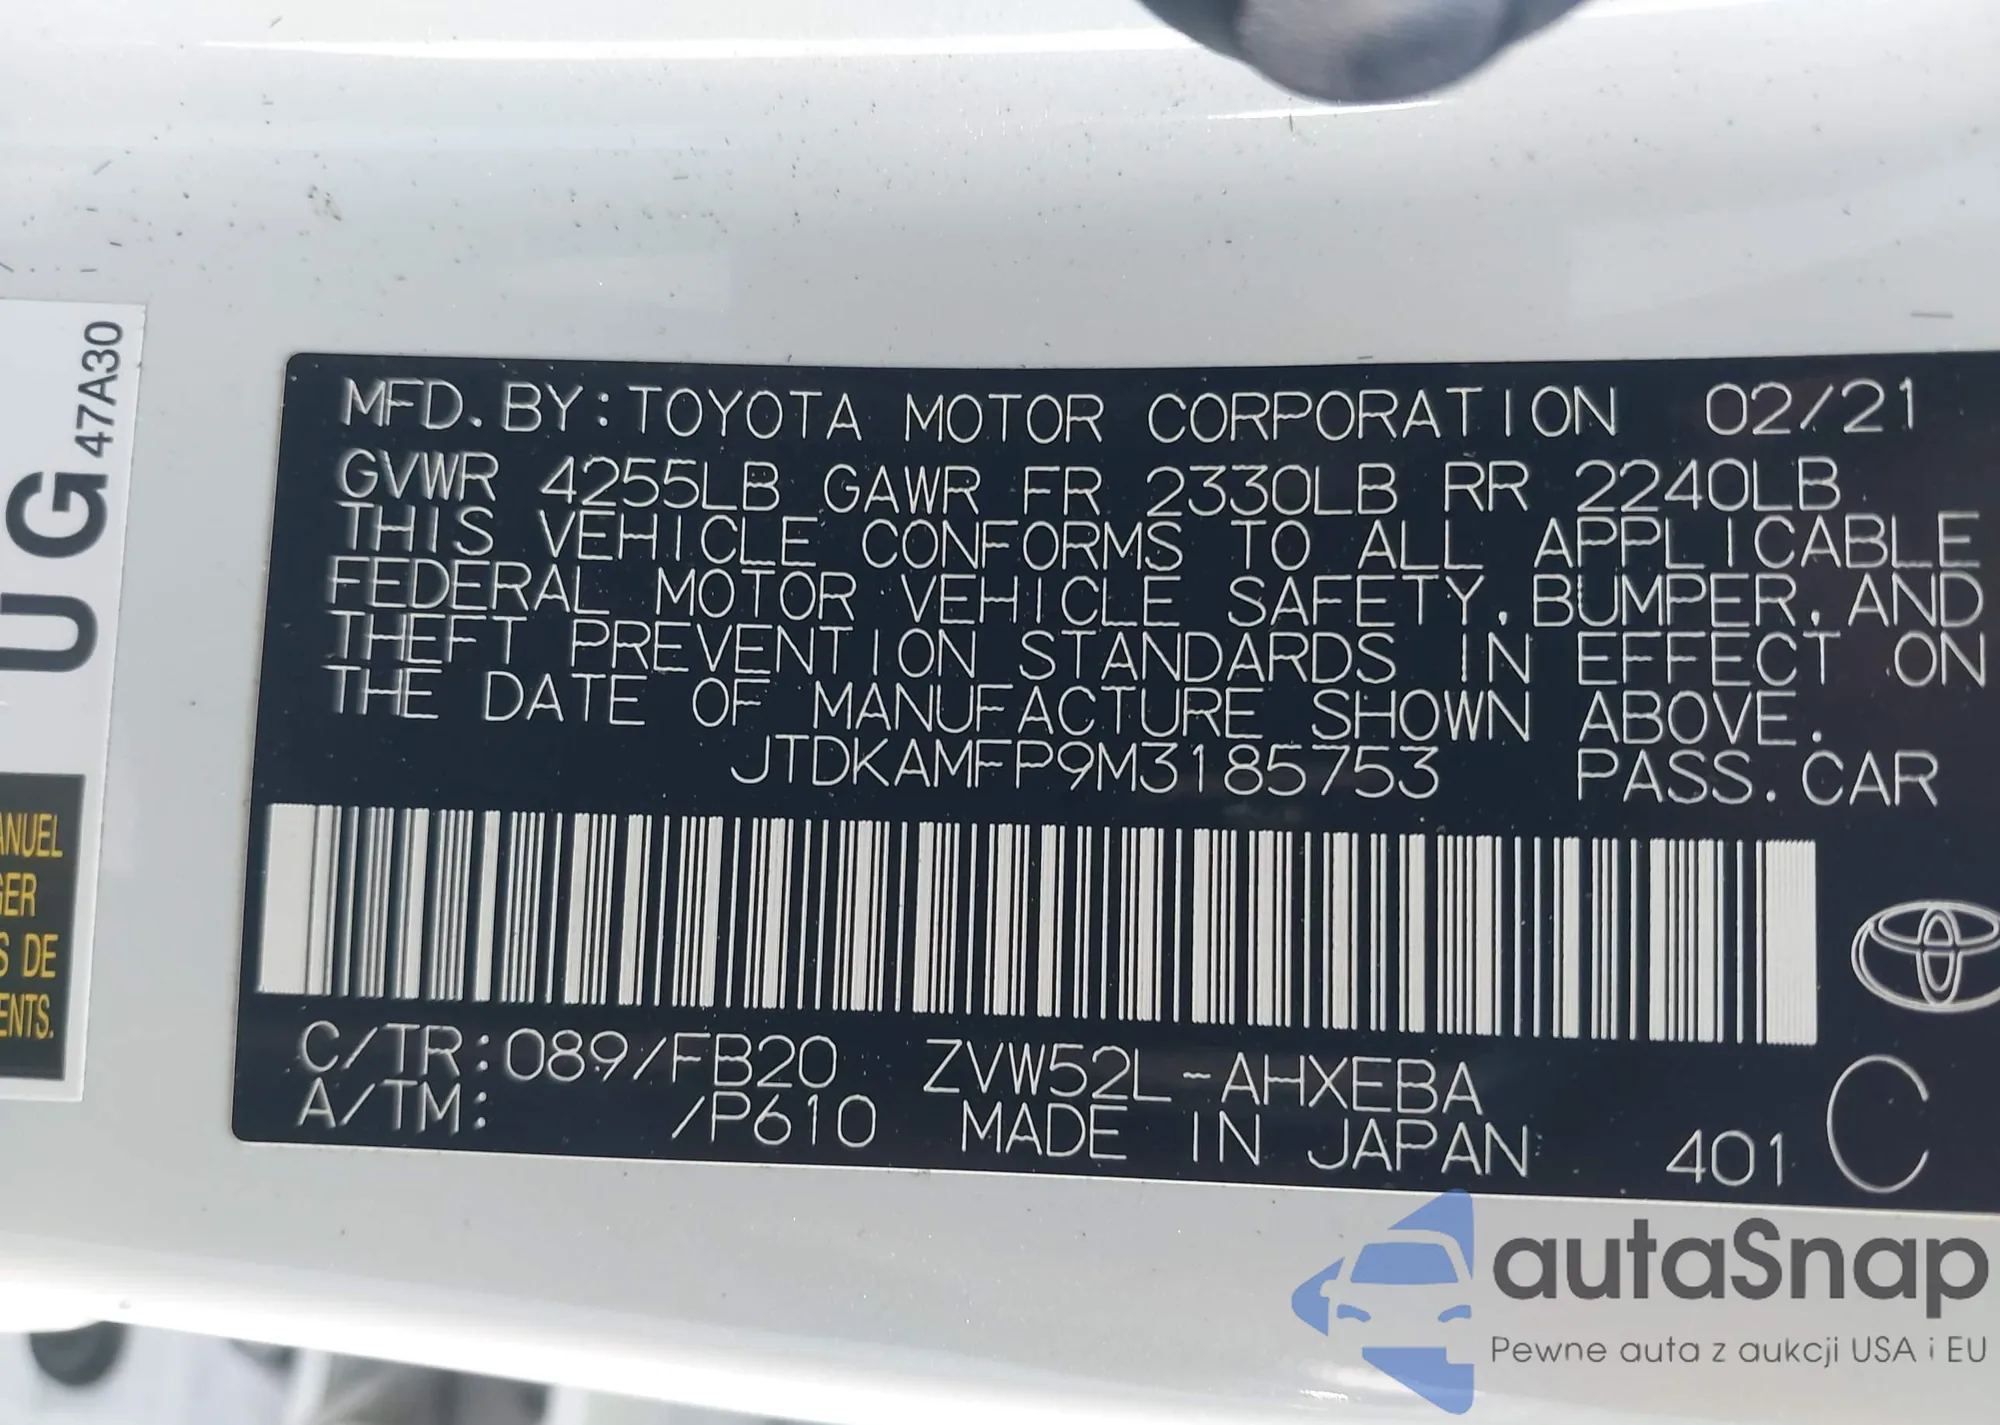 MFD. BY:TOYOTA MOTOR CORPORATION 02/21
GVWR 4255LB GAWR FR 2330LB RR 2240LB
THIS VEHICLE CONFORMS TO ALL APPLICABLE
FEDERAL MOTOR VEHICLE SAFETY, BUMPER, AND
THEFT PREVENTION STANDARDS IN EFFECT ON
THE DATE OF MANUFACTURE SHOWN ABOVE.
JTDKAMFP9M3185753 PASS. CAR
C/TR:089/FB20 ZVW52L-AHXEBA
A/TM: /P610 MADE IN JAPAN 401 C
UG 47A30
ANUEL
GER
S DE
ENTS.
autaSnap
Pewne auta z aukcji USA i EU